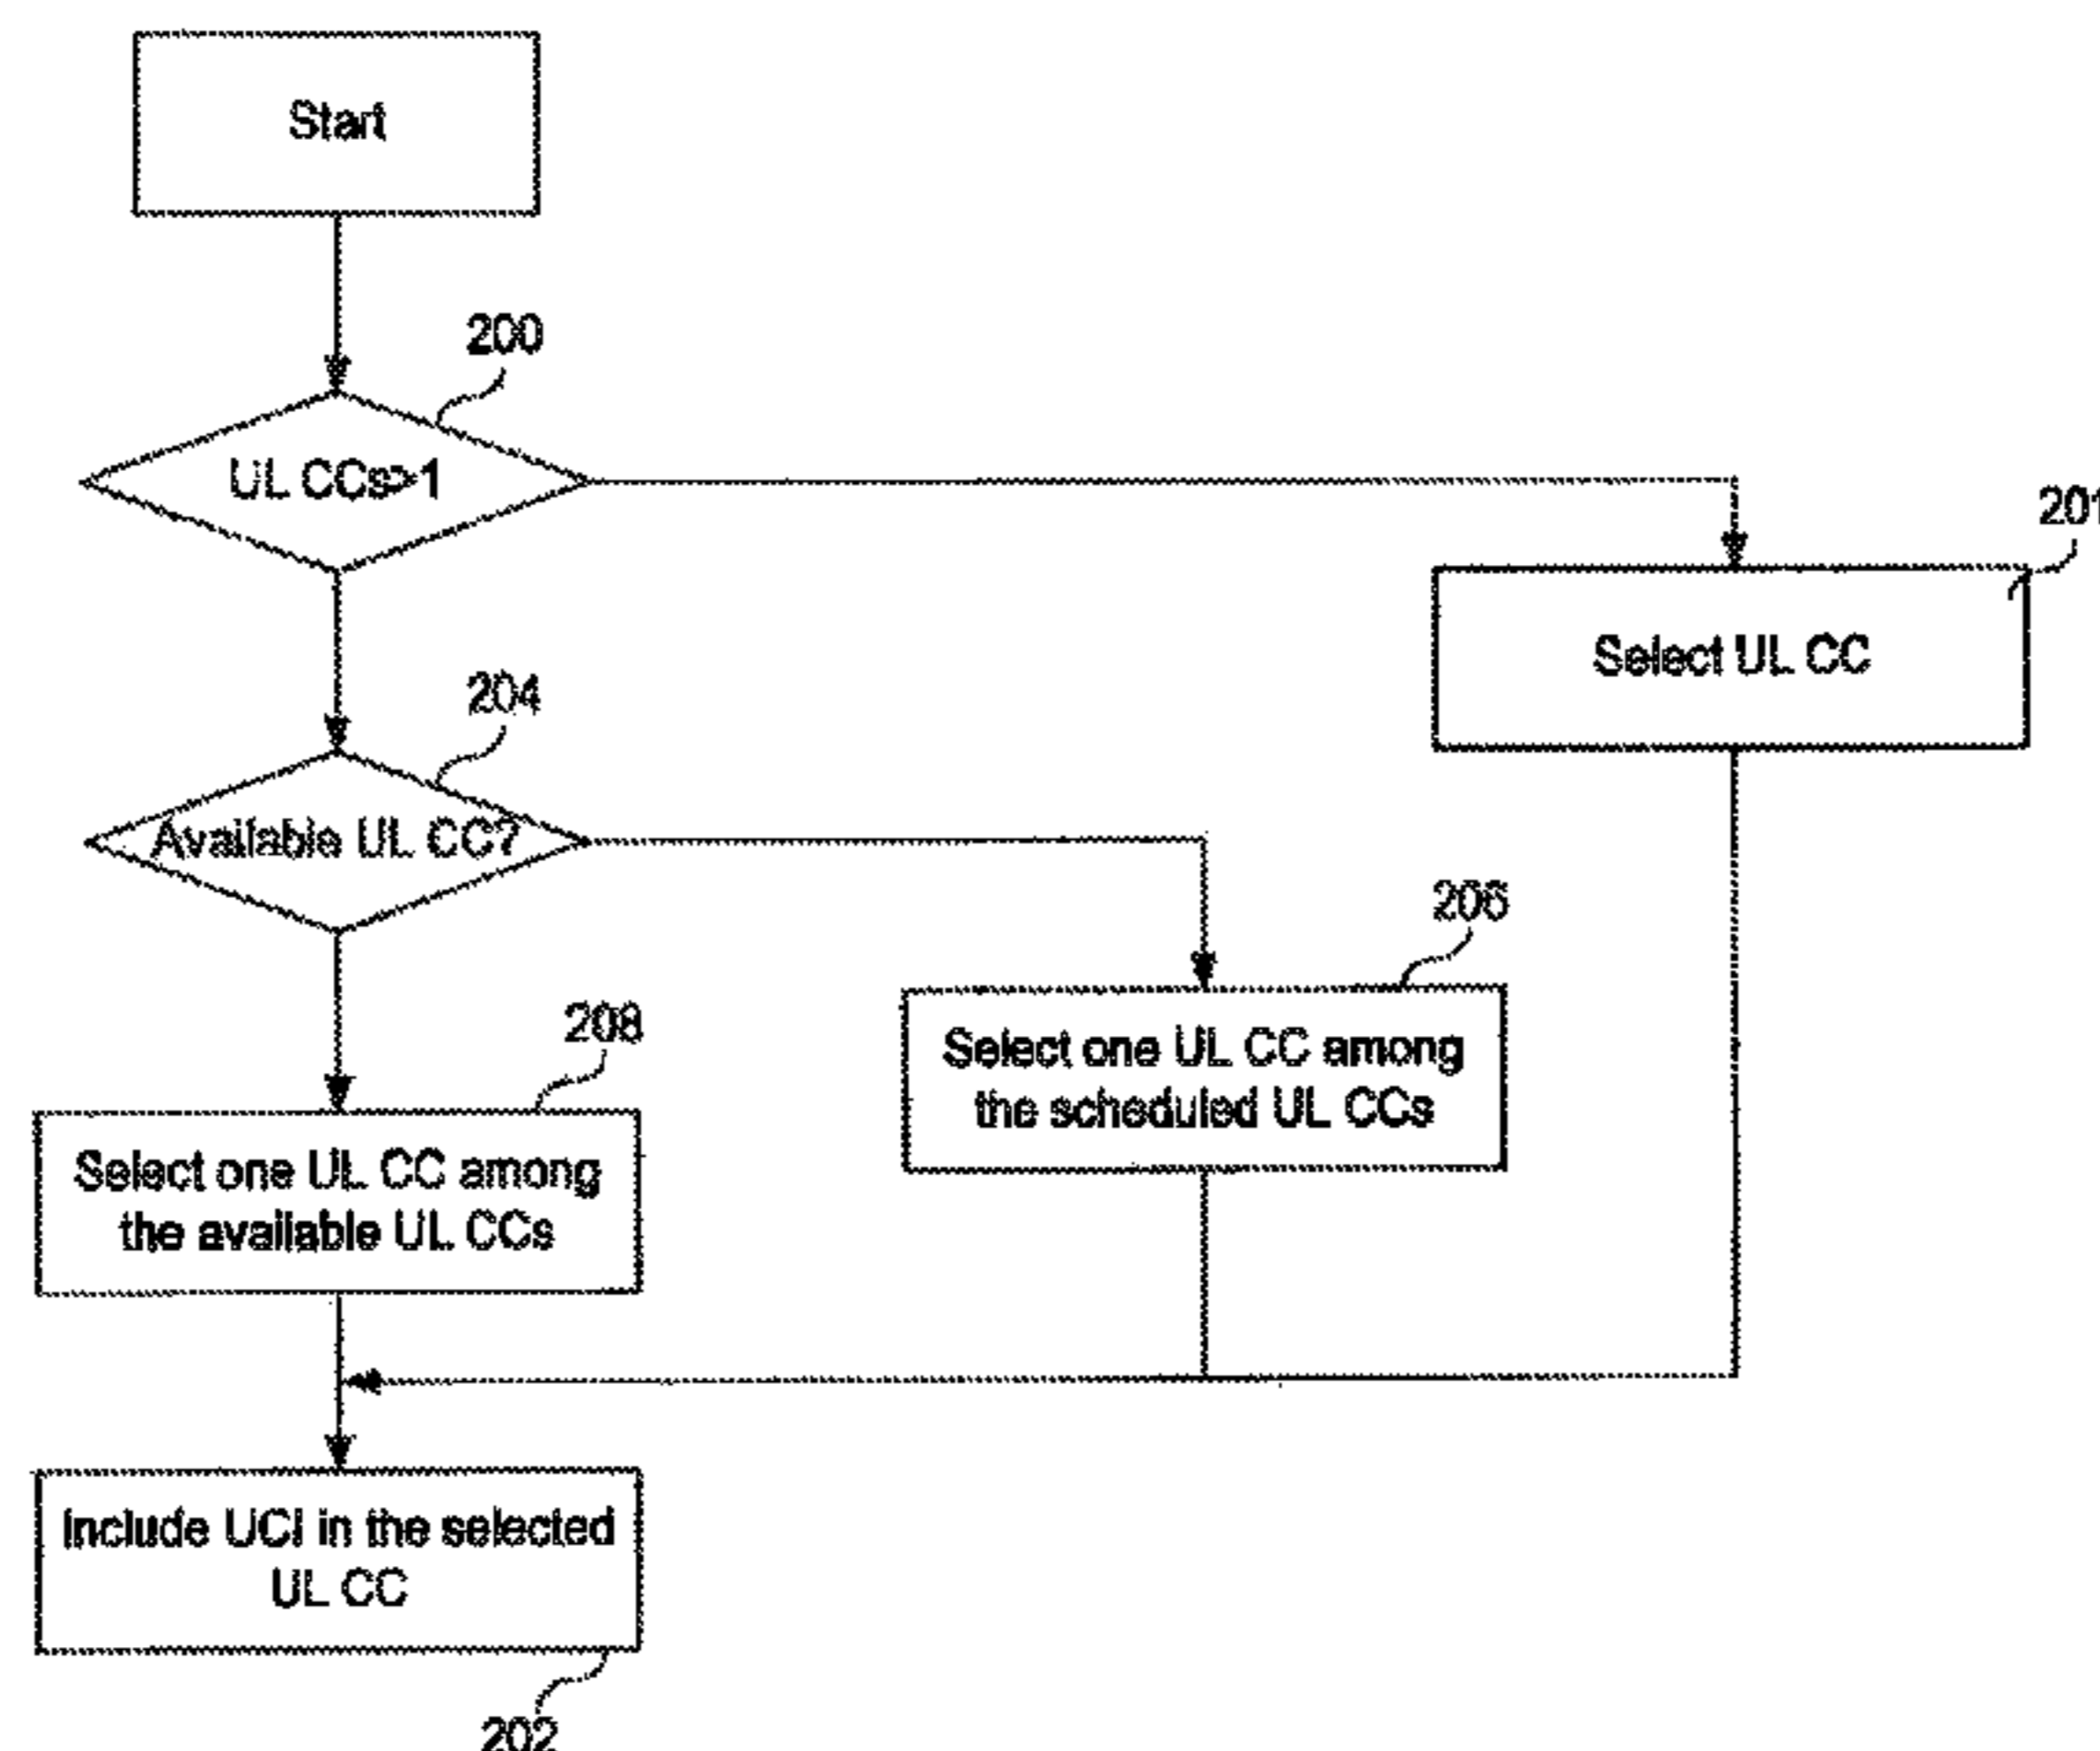 Start
200
UL CCs>1
201
Select UL CC
204
Available UL CC?
206
Select one UL CC among
the scheduled UL CCs
208
Select one UL CC among
the available UL CCs
Include UCI in the selected
UL CC
202